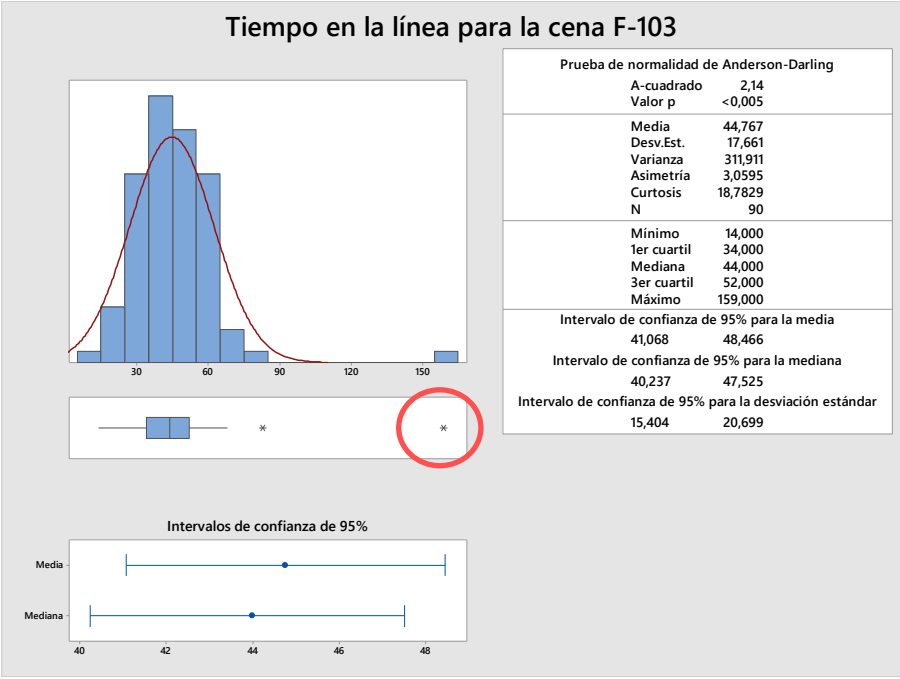 Tiempo en la línea para la cena F-103
30 60 90 120 150
Prueba de normalidad de Anderson-Darling
A-cuadrado 2,14
Valor p <0,005
Media 44,767
Desv.Est. 17,661
Varianza 311,911
Asimetría 3,0595
Curtosis 18,7829
N 90
Mínimo 14,000
1er cuartil 34,000
Mediana 44,000
3er cuartil 52,000
Máximo 159,000
Intervalo de confianza de 95% para la media
41,068 48,466
Intervalo de confianza de 95% para la mediana
40,237 47,525
Intervalo de confianza de 95% para la desviación estándar
15,404 20,699
Intervalos de confianza de 95%
Media
Mediana
40 42 44 46 48